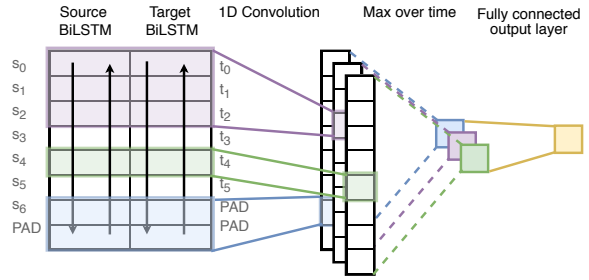 Source BiLSTM
Target BiLSTM
1D Convolution
Max over time
Fully connected output layer
s0 t0
s1 t1
s2 t2
s3 t3
s4 t4
s5 t5
s6 PAD
PAD PAD